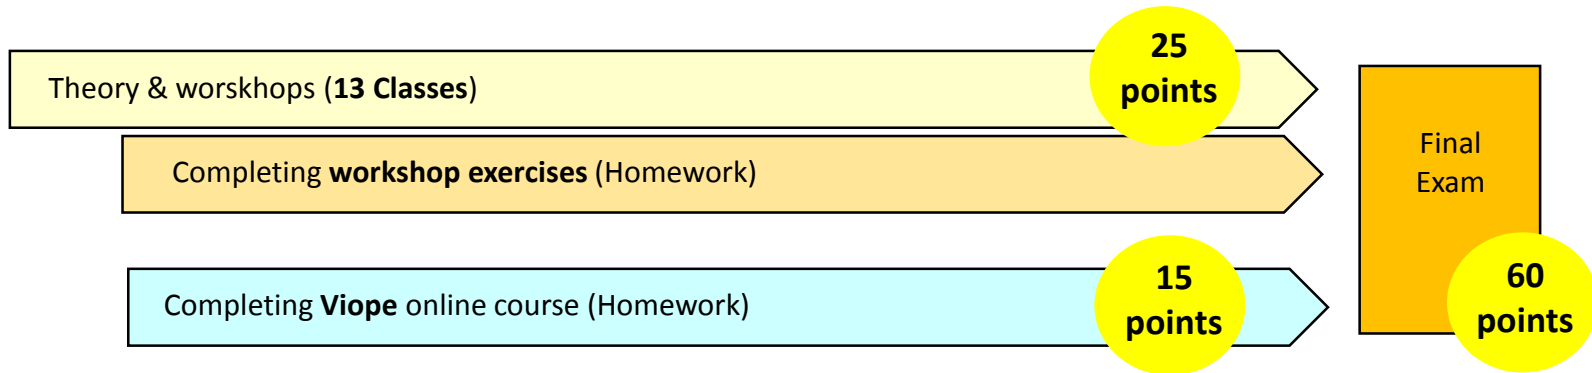 Theory & worskhops (13 Classes)
25
points
Completing workshop exercises (Homework)
Completing Viope online course (Homework)
15
points
Final
Exam
60
points